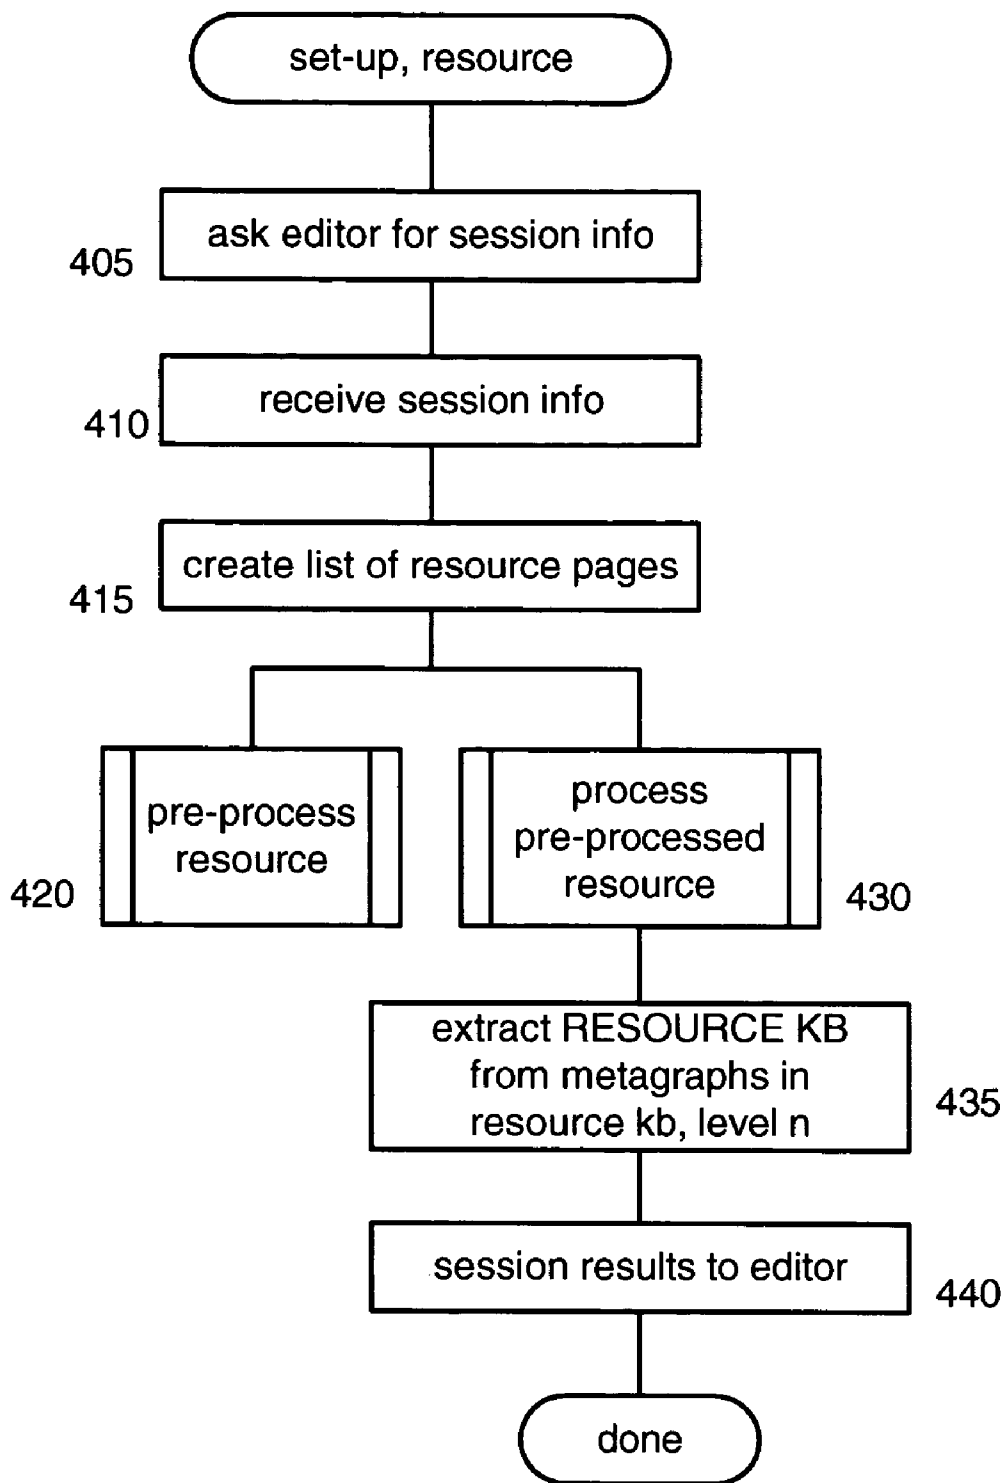 set-up, resource
ask editor for session info
405
receive session info
410
create list of resource pages
415
pre-process
resource
420
process
pre-processed
resource
430
extract RESOURCE KB
from metagraphs in
resource kb, level n
435
session results to editor
440
done